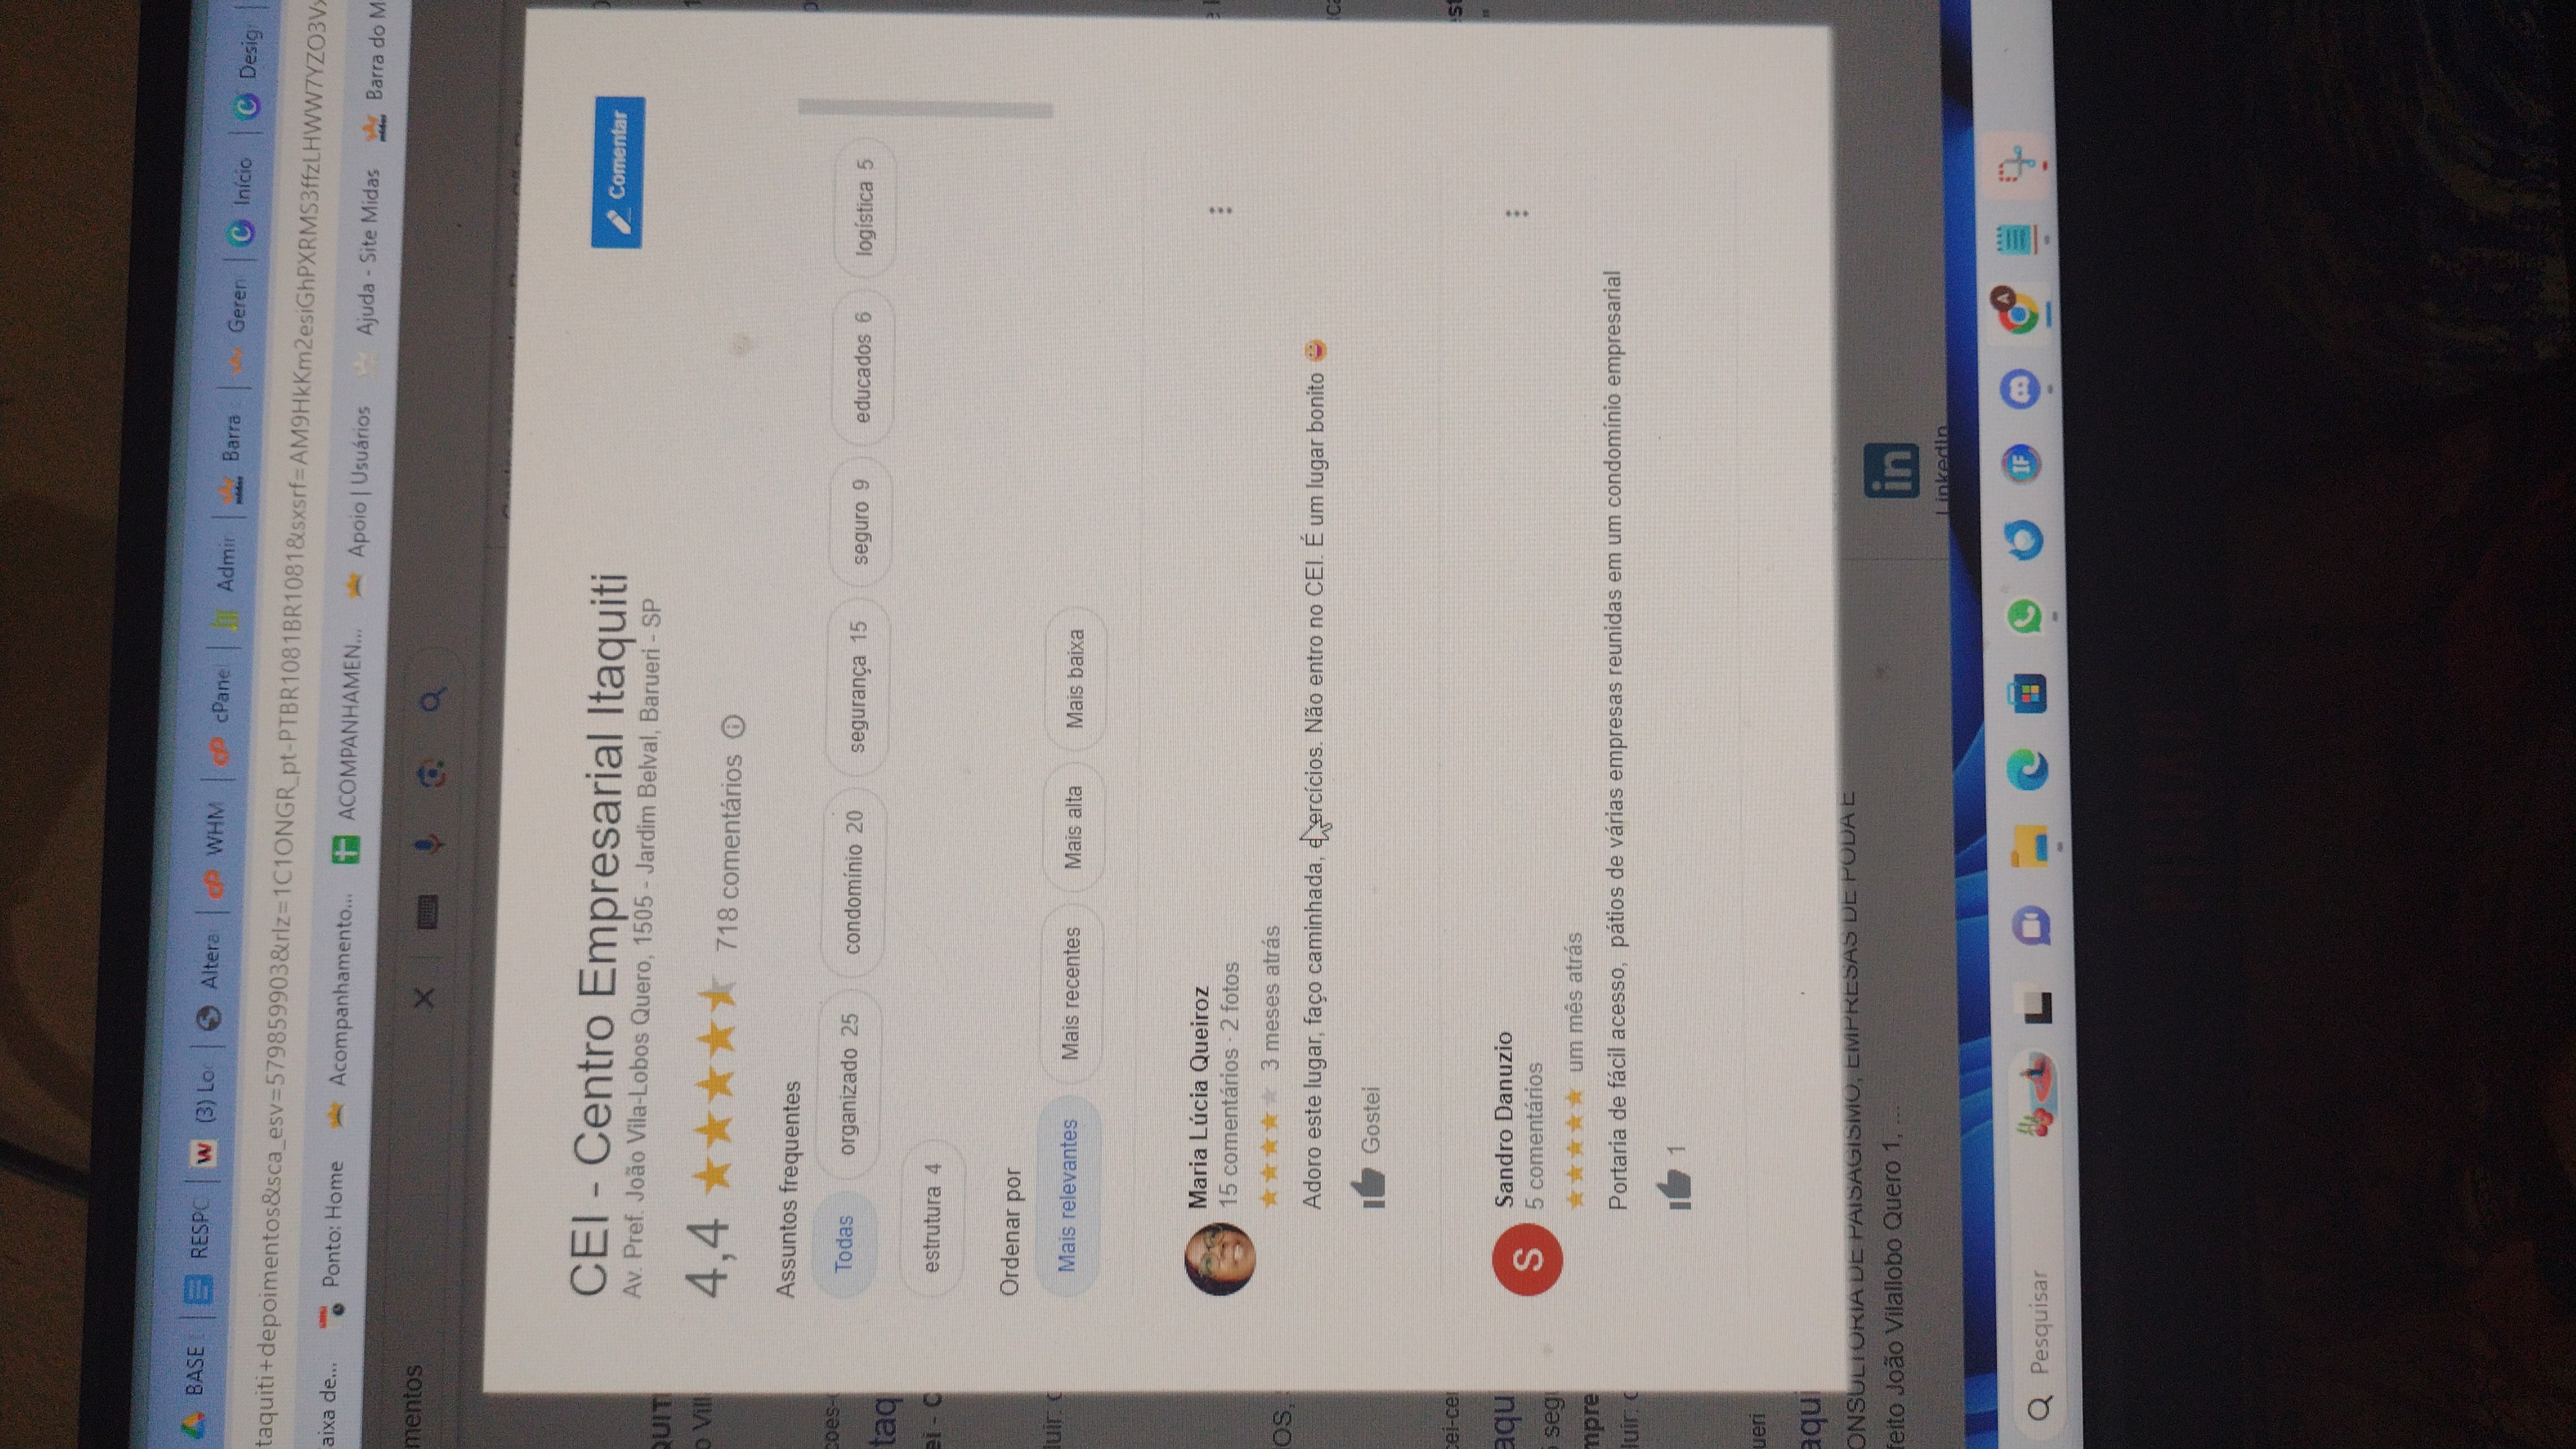 BASE
RESPC
(3) Loc
Altera
WHM
cPanel
Admin
Barra
Geren
Início
Desig
taquiti+depoimentos&sca_esv=579859903&rlz=1C1ONGR_pt-PTBR1081BR1081&sxsrf=AM9HkKm2esiGhPXRMS3ffzLHWW7YZO3V
aixa de...
Ponto: Home
Acompanhamento...
ACOMPANHAMEN...
Apoio | Usuários
Ajuda - Site Midas
Barra do M
mentos
CEI - Centro Empresarial Itaquiti
Comentar
Av. Pref. João Vila-Lobos Quero, 1505 - Jardim Belval, Barueri - SP
4,4 718 comentários
Assuntos frequentes
Todas organizado 25 condomínio 20 segurança 15 seguro 9 educados 6 logística 5
estrutura 4
Ordenar por
Mais relevantes Mais recentes Mais alta Mais baixa
Maria Lúcia Queiroz
15 comentários · 2 fotos
3 meses atrás
Adoro este lugar, faço caminhada, exercícios. Não entro no CEI. É um lugar bonito 😀
Gostei
S
Sandro Danuzio
5 comentários
um mês atrás
Portaria de fácil acesso, pátios de várias empresas reunidas em um condomínio empresarial
1
QUIT
o Vill
coes-
taq
ei - C
luir: c
OS,
cei-cer
aqu
segu
mpre
luir: c
ueri
aqui
ONSULTORIA DE PAISAGISMO, EMPRESAS DE PODA E
feito João Vilallobo Quero 1, ...
in
LinkedIn
Pesquisar
IF
A